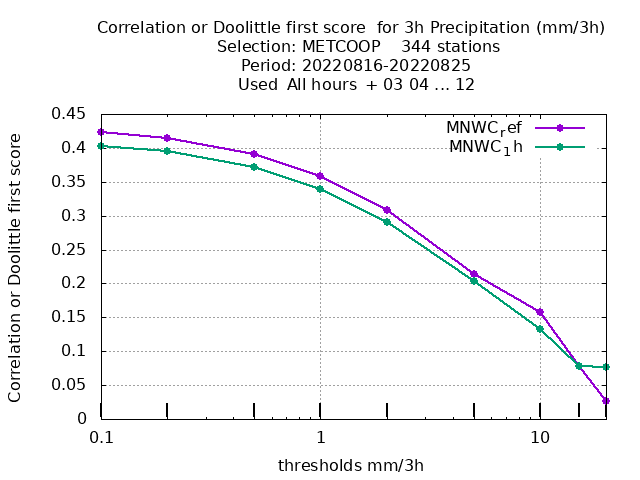 Correlation or Doolittle first score  for 3h Precipitation (mm/3h)
Selection: METCOOP    344 stations
Period: 20220816-20220825
Used  All hours  + 03 04 ... 12
0.45
0.4
0.35
0.3
0.25
0.2
0.15
0.1
0.05
0
Correlation or Doolittle first score
MNWCref
MNWC1h
0.1
1
10
thresholds mm/3h